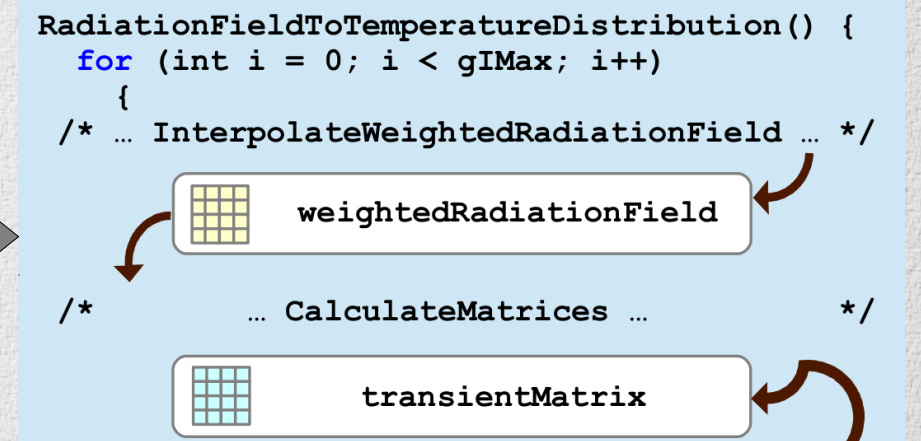 RadiationFieldToTemperatureDistribution() {
for (int i = 0; i < gIMax; i++)
{
/* … InterpolateWeightedRadiationField … */
weightedRadiationField
/* … CalculateMatrices … */
transientMatrix